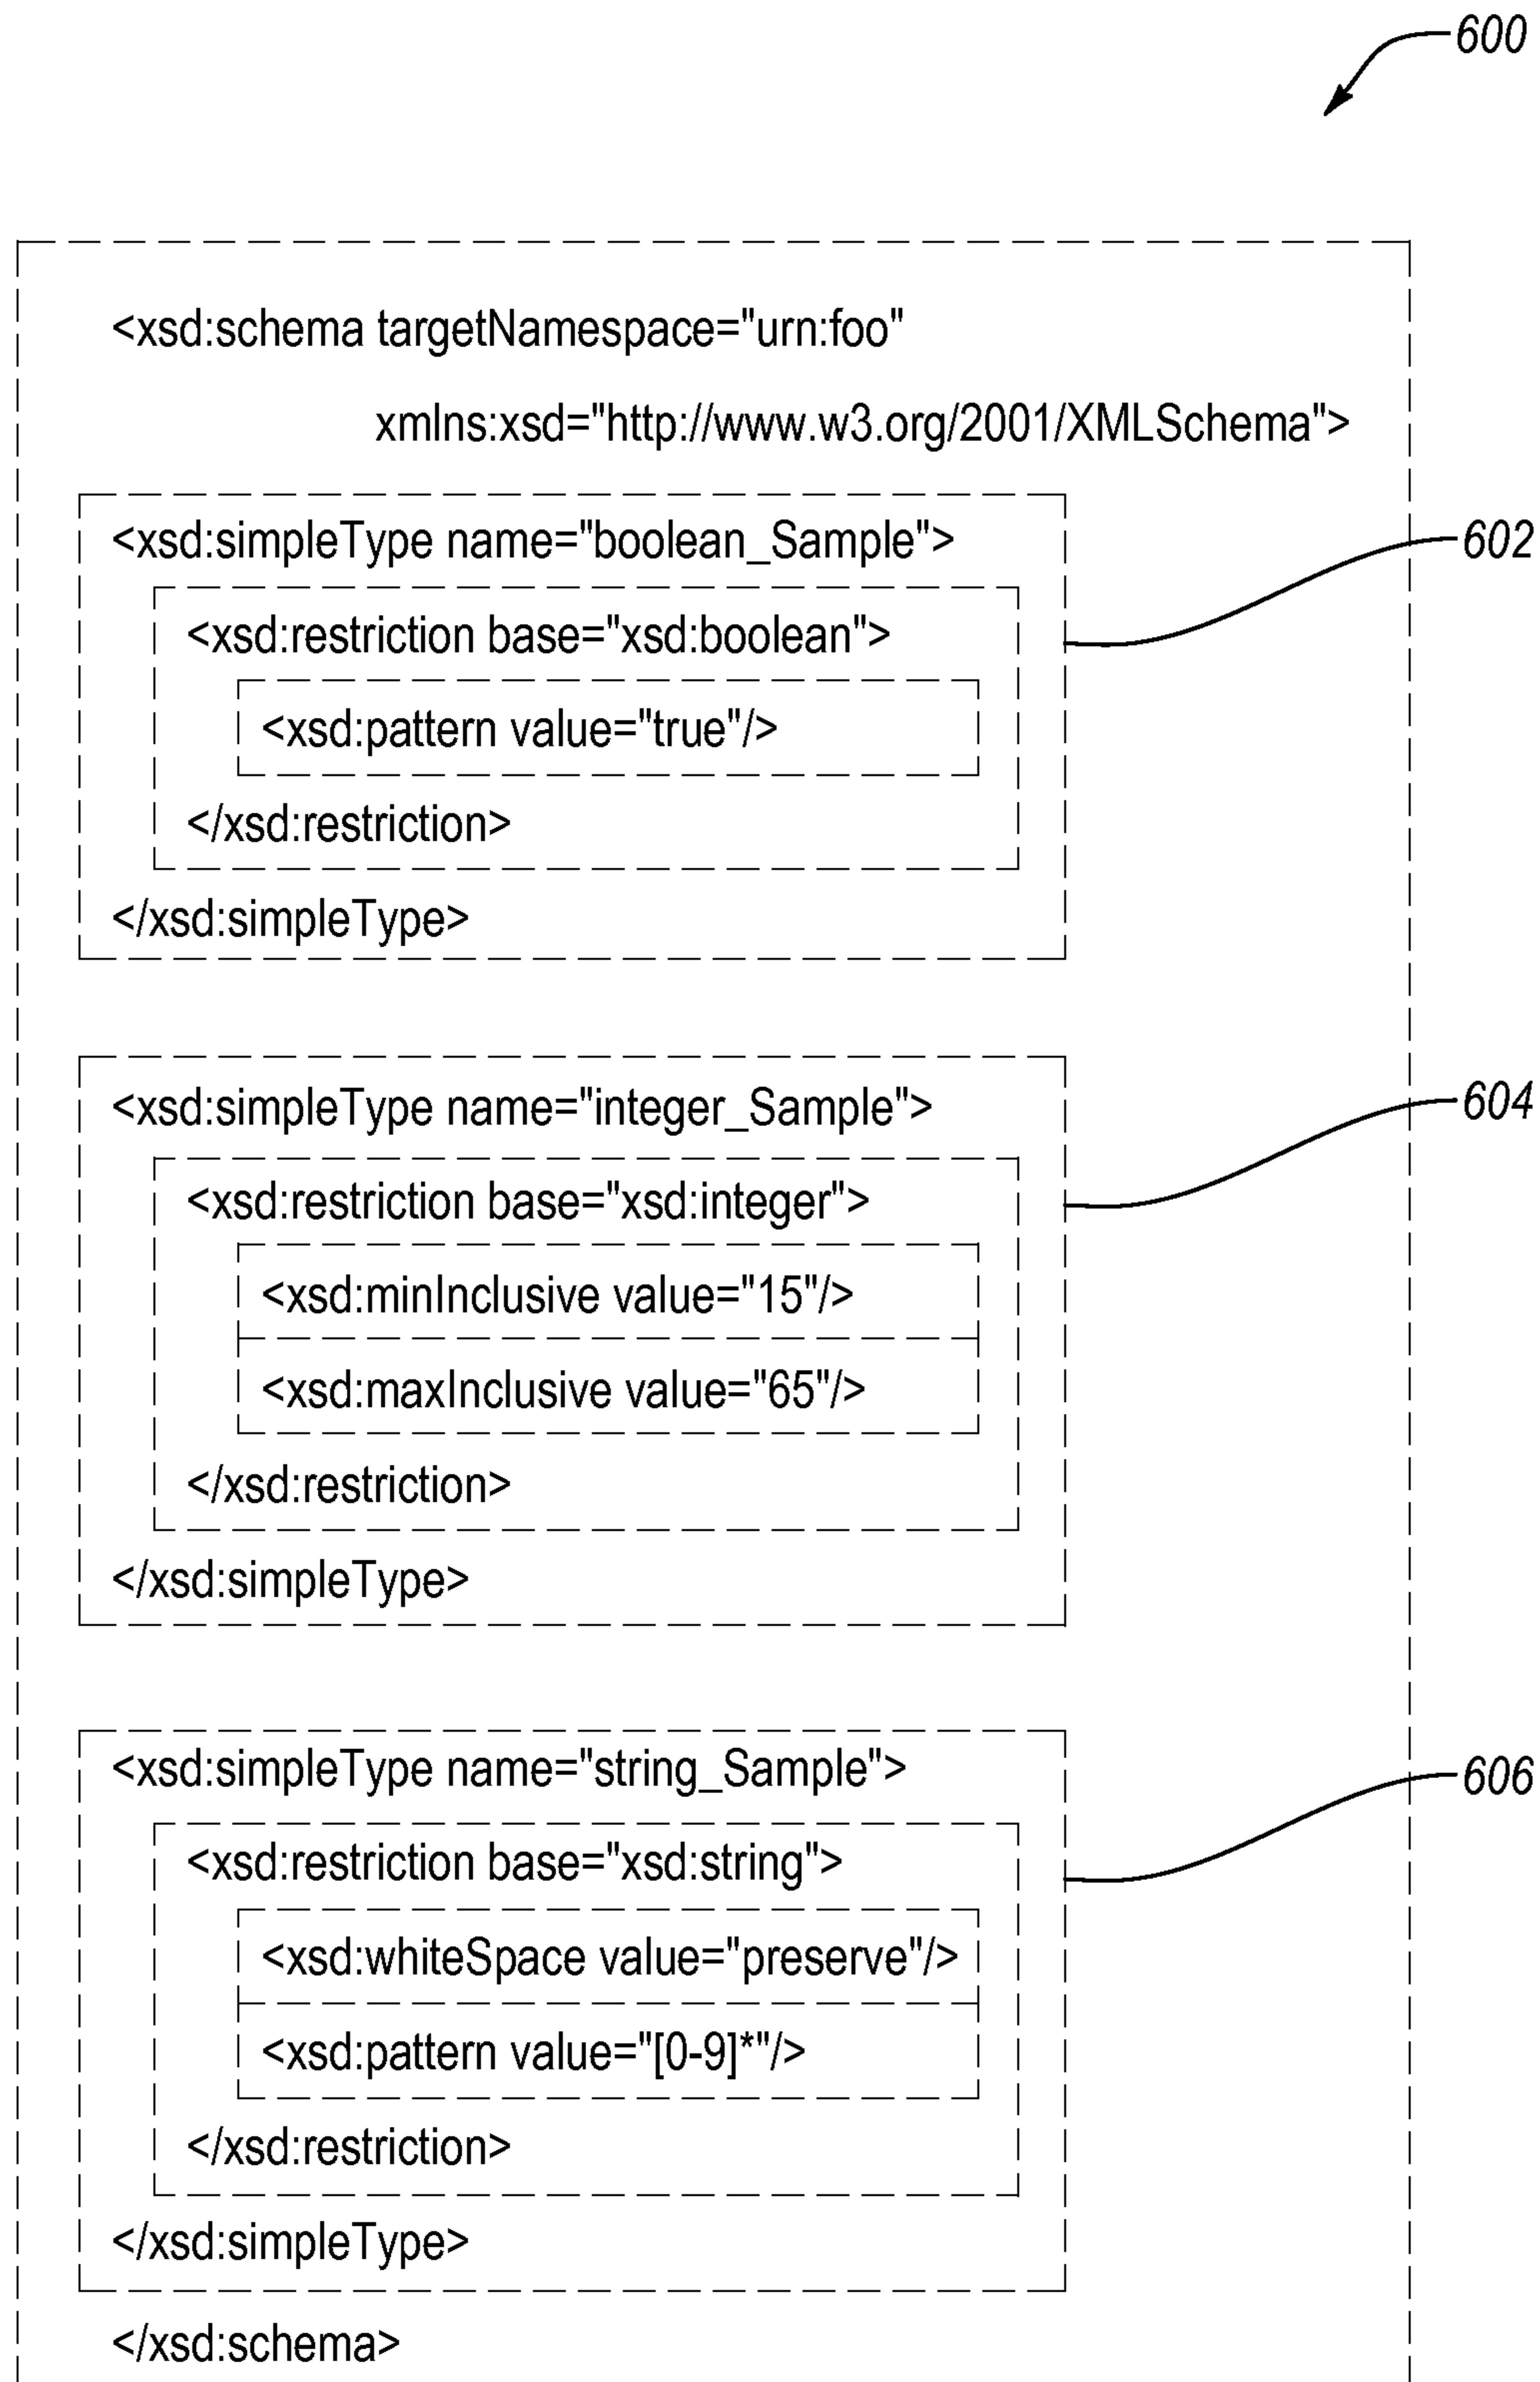 600
<xsd:schema targetNamespace="urn:foo"
xmlns:xsd="http://www.w3.org/2001/XMLSchema">
<xsd:simpleType name="boolean_Sample">
602
<xsd:restriction base="xsd:boolean">
<xsd:pattern value="true"/>
</xsd:restriction>
</xsd:simpleType>
<xsd:simpleType name="integer_Sample">
604
<xsd:restriction base="xsd:integer">
<xsd:minInclusive value="15"/>
<xsd:maxInclusive value="65"/>
</xsd:restriction>
</xsd:simpleType>
<xsd:simpleType name="string_Sample">
606
<xsd:restriction base="xsd:string">
<xsd:whiteSpace value="preserve"/>
<xsd:pattern value="[0-9]*"/>
</xsd:restriction>
</xsd:simpleType>
</xsd:schema>